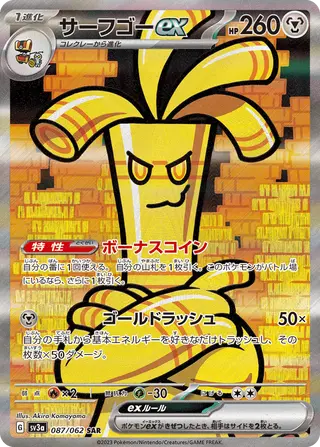 1進化
サーフゴーex
HP260
コレクレーから進化
特性 ボーナスコイン
自分の番に1回使える。自分の山札を1枚引く。このポケモンがバトル場にいるなら、さらに1枚引く。
ゴールドラッシュ 50×
自分の手札から基本エネルギーを好きなだけトラッシュし、その枚数×50ダメージ。
弱点 ×2 抵抗力 -30 にげる
exルール
ポケモンexがきぜつしたとき、相手はサイドを2枚とる。
Illus. Akira Komayama
G sv3a 087/062 SAR
©2023 Pokémon/Nintendo/Creatures/GAME FREAK.